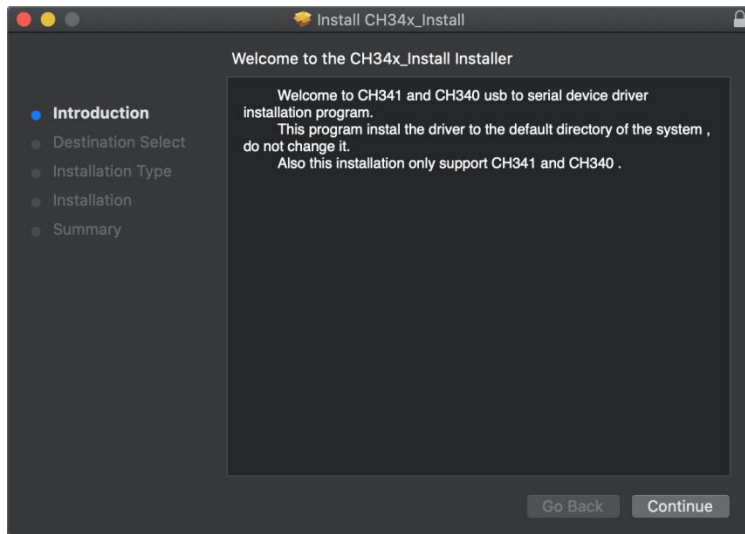 Install CH34x_Install
Welcome to the CH34x_Install Installer
Introduction
Destination Select
Installation Type
Installation
Summary
Welcome to CH341 and CH340 usb to serial device driver
installation program.
This program instal the driver to the default directory of the system ,
do not change it.
Also this installation only support CH341 and CH340 .
Go Back
Continue